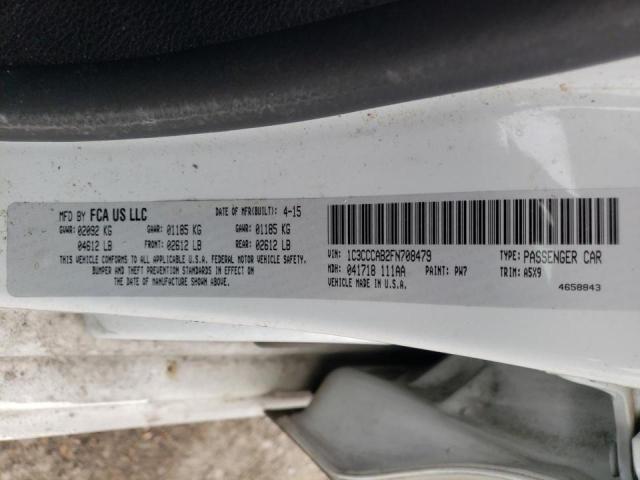 MFD BY FCA US LLC DATE OF MFR(BUILT): 4-15
GVWR: 02092 KG GAWR: 01185 KG GAWR: 01185 KG
04612 LB FRONT: 02612 LB REAR: 02612 LB
THIS VEHICLE CONFORMS TO ALL APPLICABLE U.S.A. FEDERAL MOTOR VEHICLE SAFETY,
BUMPER AND THEFT PREVENTION STANDARDS IN EFFECT ON
THE DATE OF MANUFACTURE SHOWN ABOVE.
VIN: 1C3CCCAB2FN708479 TYPE: PASSENGER CAR
MDH: 041718 111AA PAINT: PW7 TRIM: A5X9
VEHICLE MADE IN U.S.A. 4658843